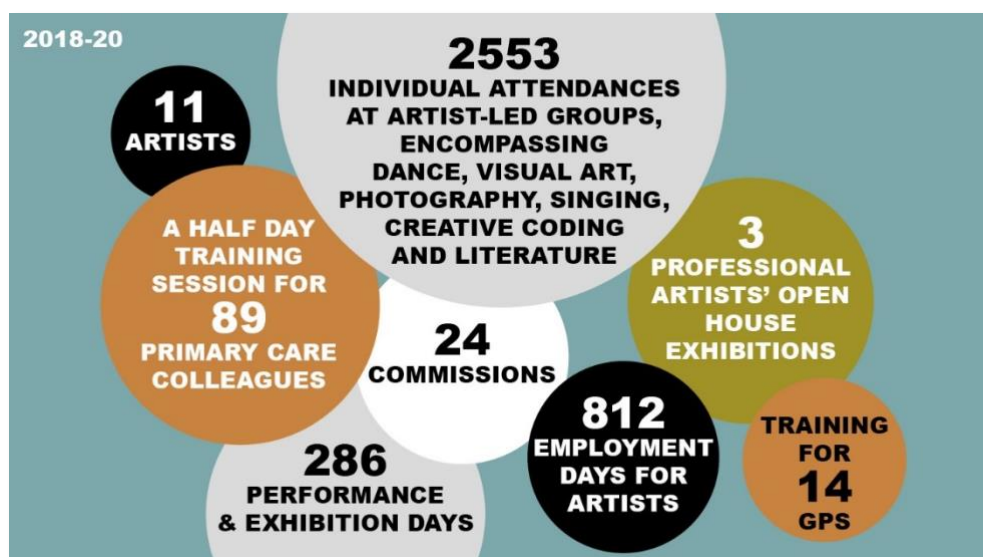 2018-20
2553
INDIVIDUAL ATTENDANCES
AT ARTIST-LED GROUPS,
ENCOMPASSING
DANCE, VISUAL ART,
PHOTOGRAPHY, SINGING,
CREATIVE CODING
AND LITERATURE
11
ARTISTS
A HALF DAY
TRAINING
SESSION FOR
89
PRIMARY CARE
COLLEAGUES
3
PROFESSIONAL
ARTISTS' OPEN
HOUSE
EXHIBITIONS
24
COMMISSIONS
812
EMPLOYMENT
DAYS FOR
ARTISTS
TRAINING
FOR
14
GPS
286
PERFORMANCE
& EXHIBITION DAYS